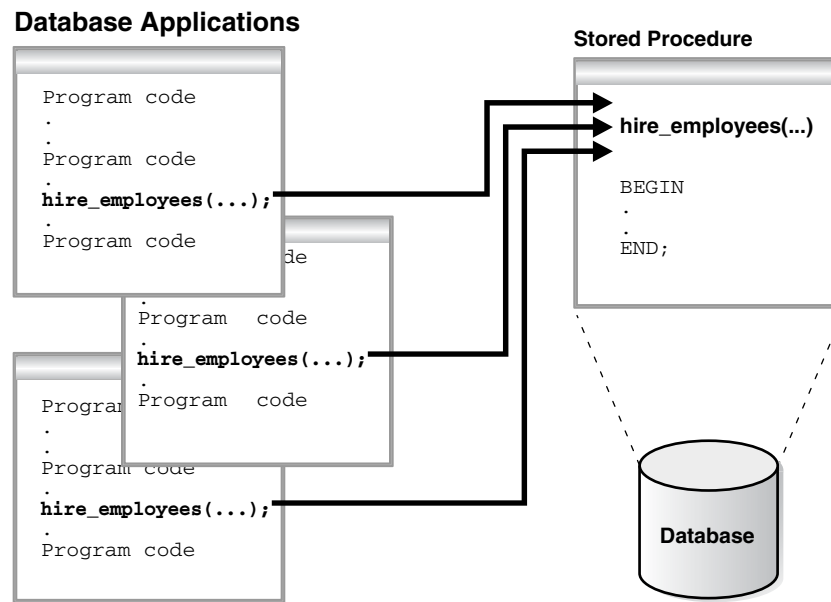 Database Applications
Program code
.
.
Program code
.
hire_employees(...);
.
Program code
de
.
Program code
.
hire_employees(...);
.
Program code
Program
.
.
Program code
.
hire_employees(...);
.
Program code
Stored Procedure
hire_employees(...)
BEGIN
.
.
END;
Database